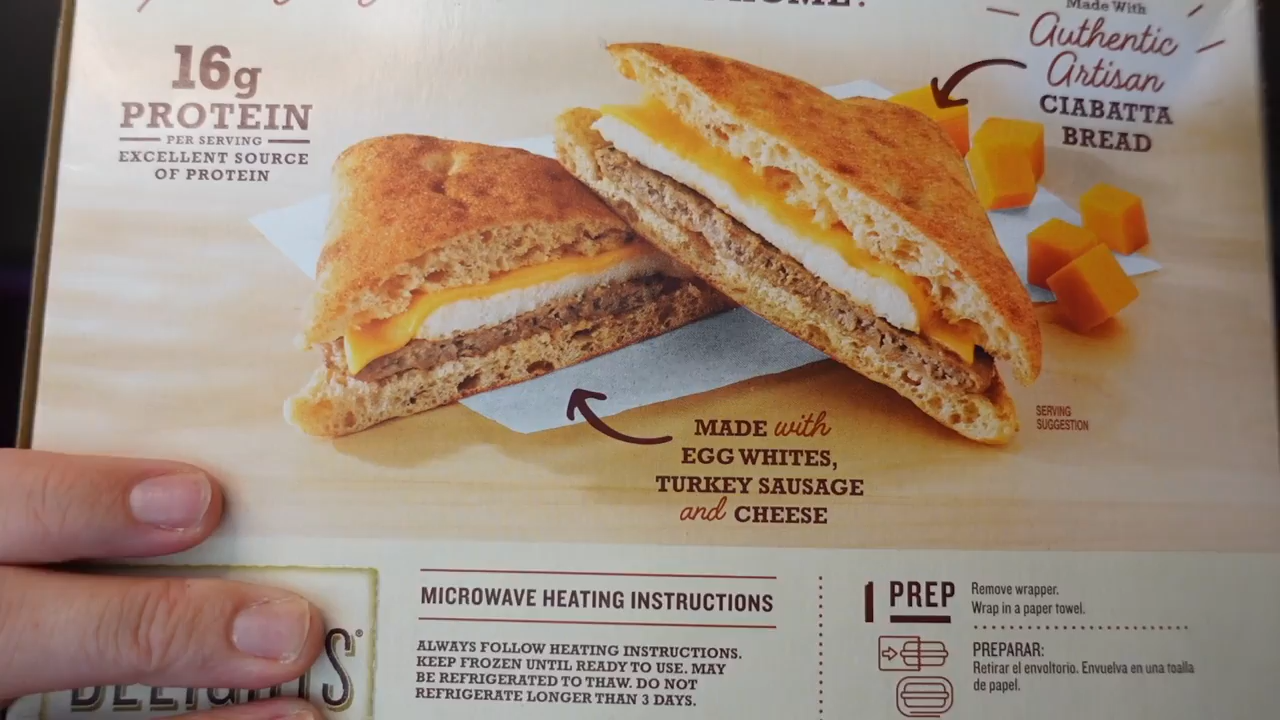 HOME!
16g
PROTEIN
PER SERVING
EXCELLENT SOURCE
OF PROTEIN
Made With
Authentic
Artisan
CIABATTA
BREAD
SERVING
SUGGESTION
MADE with
EGG WHITES,
TURKEY SAUSAGE
and CHEESE
DELIGHTS®
MICROWAVE HEATING INSTRUCTIONS
ALWAYS FOLLOW HEATING INSTRUCTIONS.
KEEP FROZEN UNTIL READY TO USE. MAY
BE REFRIGERATED TO THAW. DO NOT
REFRIGERATE LONGER THAN 3 DAYS.
1 PREP
Remove wrapper.
Wrap in a paper towel.
PREPARAR:
Retirar el envoltorio. Envuelva en una toalla
de papel.